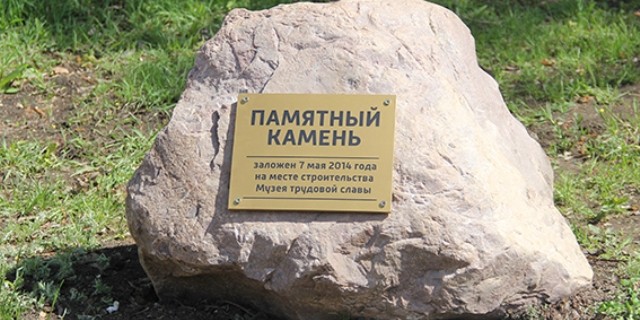 ПАМЯТНЫЙ
КАМЕНЬ
заложен 7 мая 2014 года
на месте строительства
Музея трудовой славы